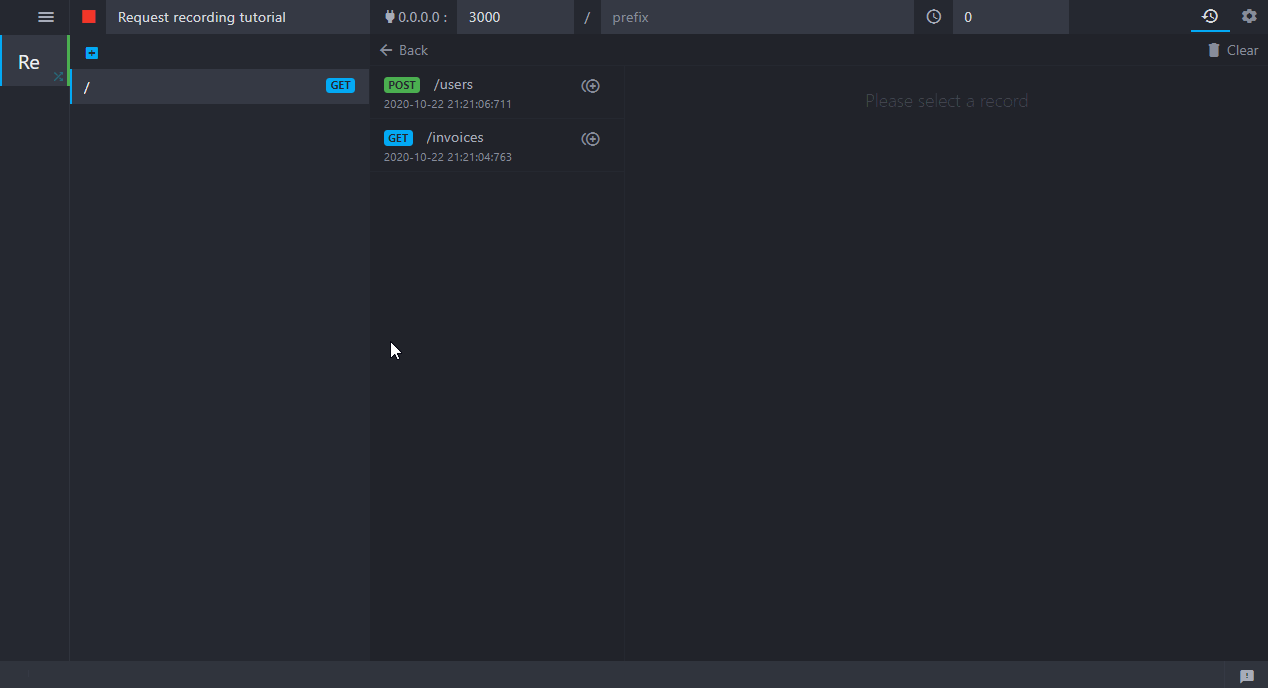 Request recording tutorial
0.0.0.0 :
3000
/
prefix
0
Re
Back
Clear
/
GET
POST
/users
2020-10-22 21:21:06:711
GET
/invoices
2020-10-22 21:21:04:763
Please select a record